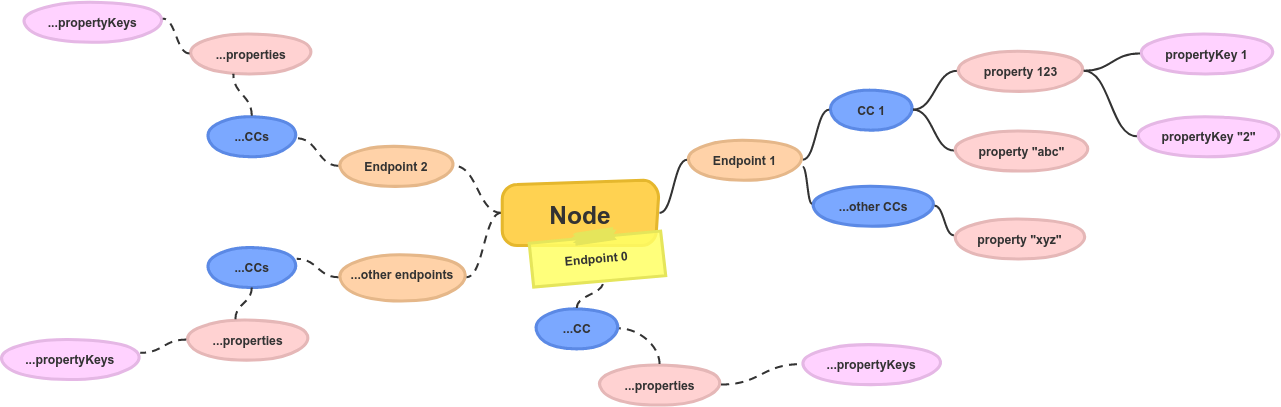 ...propertyKeys
...properties
...CCs
Endpoint 2
Node
Endpoint 0
Endpoint 1
CC 1
property 123
propertyKey 1
propertyKey "2"
property "abc"
...other CCs
property "xyz"
...other endpoints
...CCs
...properties
...propertyKeys
...CC
...properties
...propertyKeys